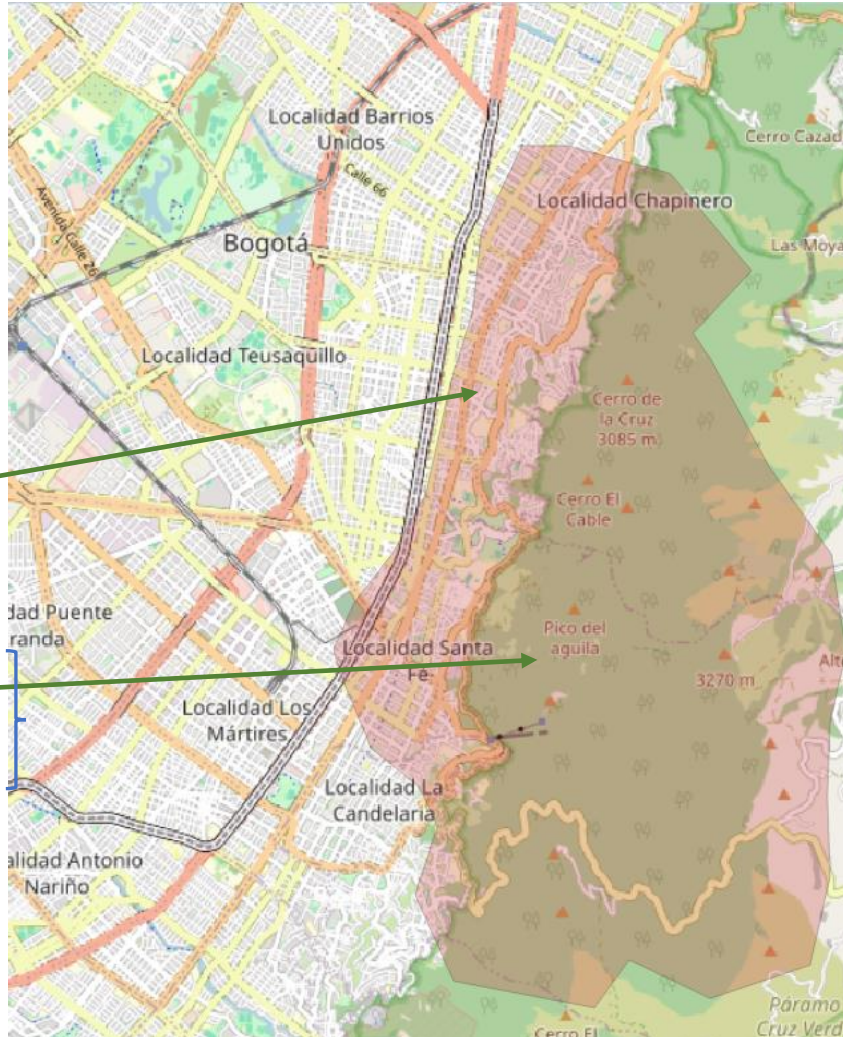 Localidad Barrios
Unidos
Cerro Cazad
Calle 66
Localidad Chapinero
Avenida Calle 26
Bogotá
Las Moya
Localidad Teusaquillo
Cerro de
la Cruz
3085 m
Cerro El
Cable
dad Puente
randa
Pico del
aguila
Localidad Santa
Fé
Alto
3270 m
Localidad Los
Mártires
Localidad La
Candelaria
alidad Antonio
Nariño
Páramo
Cruz Verd
Cerro El